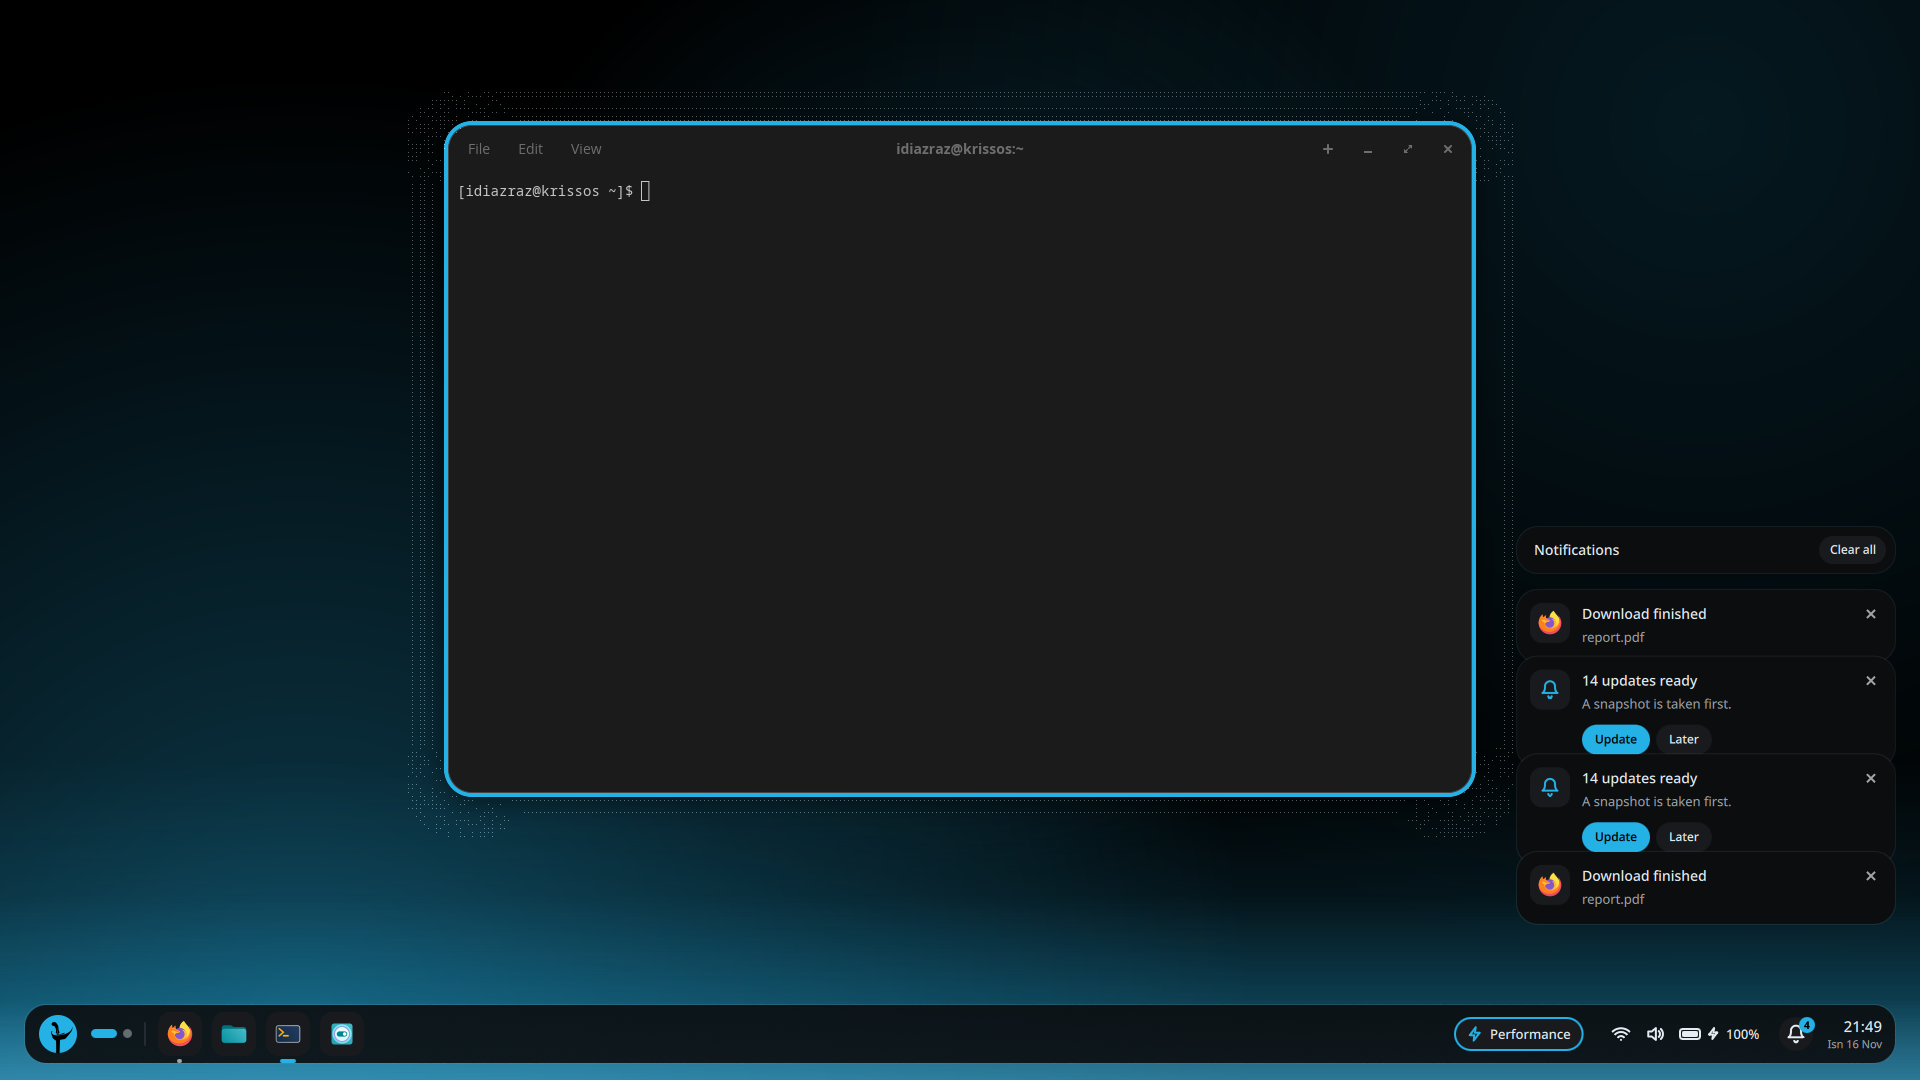 File Edit View
idiazraz@krissos:~
[idiazraz@krissos ~]$
Notifications
Clear all
Download finished
report.pdf
14 updates ready
A snapshot is taken first.
Update
Later
14 updates ready
A snapshot is taken first.
Update
Later
Download finished
report.pdf
Performance
100%
4
21:49
Isn 16 Nov